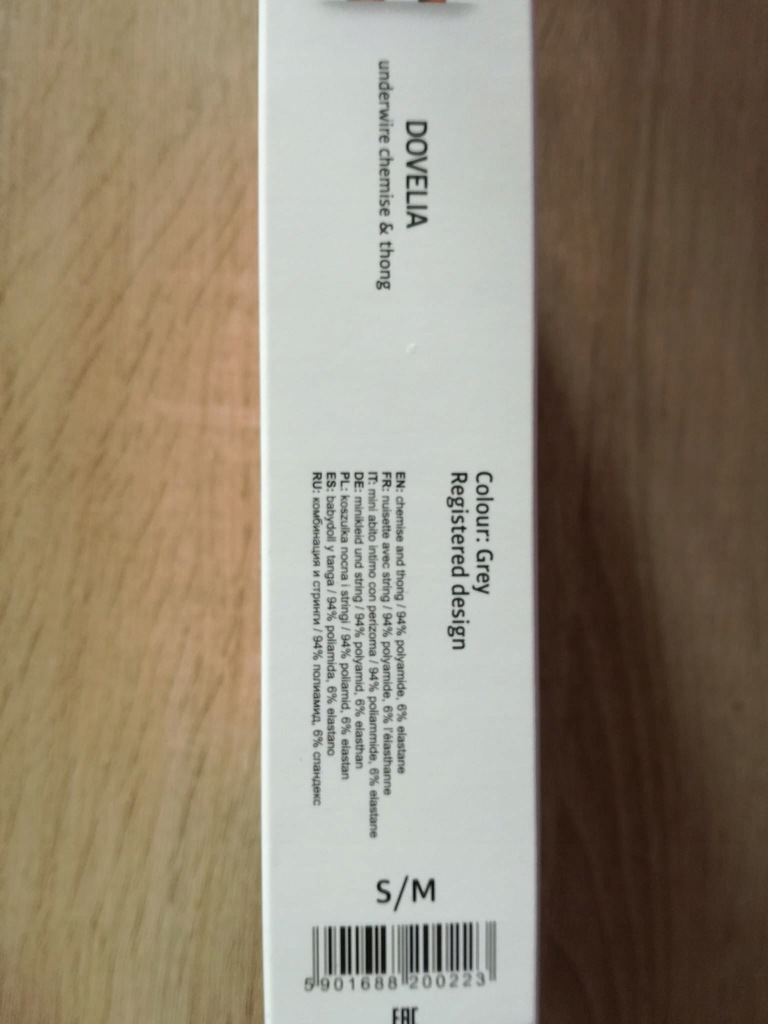 DOVELIA
underwire chemise & thong
Colour: Grey
Registered design
EN: chemise and thong / 94% polyamide, 6% elastane
FR: nuisette avec string / 94% polyamide, 6% l'élasthanne
IT: mini abito intimo con perizoma / 94% poliammide, 6% elastane
DE: minikleid und string / 94% polyamid, 6% elasthan
PL: koszulka nocna i stringi / 94% poliamid, 6% elastan
ES: babydoll y tanga / 94% poliamida, 6% elastano
RU: комбинация и стринги / 94% полиамид, 6% спандекс
S/M
5 901688 200223
EAC